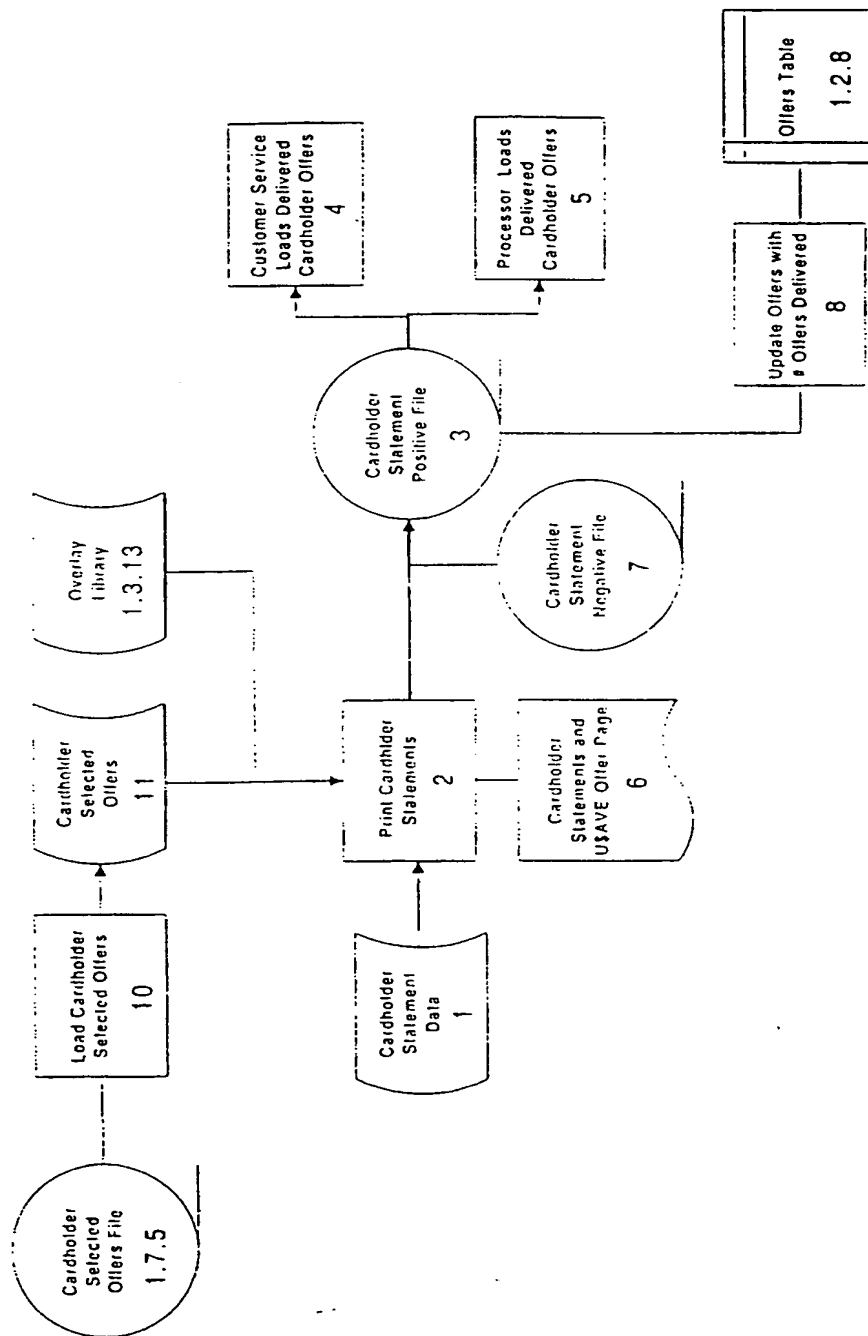 Cardholder
Selected
Offers File
1.7.5
Load Cardholder
Selected Offers
10
Cardholder
Selected
Offers
11
Overlay
Library
1.3.13
Cardholder
Statement
Data
1
Print Cardhlder
Statements
2
Cardholder
Statements and
U$AVE Offer Page
6
Cardholder
Statement
Positive File
3
Cardholder
Statement
Negative File
7
Customer Service
Loads Delivered
Cardholder Offers
4
Processor Loads
Delivered
Cardholder Offers
5
Update Offers with
# Offers Delivered
8
Offers Table
1.2.8